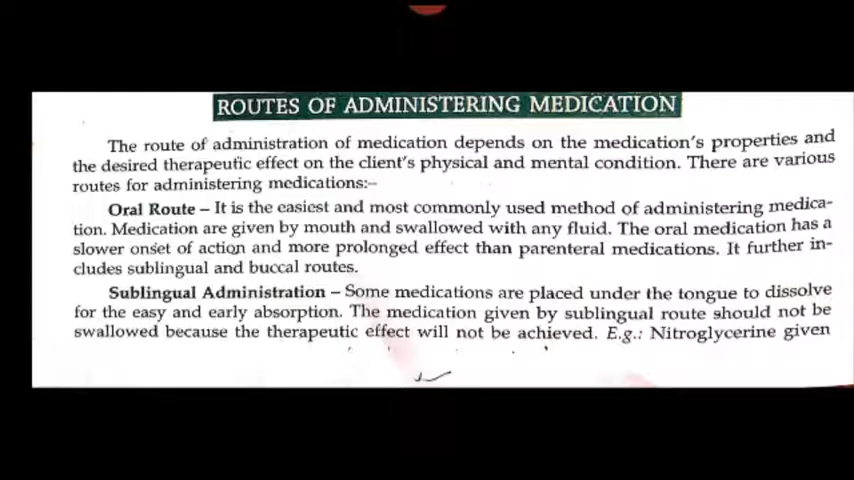 ROUTES OF ADMINISTERING MEDICATION
The route of administration of medication depends on the medication's properties and
the desired therapeutic effect on the client's physical and mental condition. There are various
routes for administering medications:–
Oral Route – It is the easiest and most commonly used method of administering medica-
tion. Medication are given by mouth and swallowed with any fluid. The oral medication has a
slower onset of action and more prolonged effect than parenteral medications. It further in-
cludes sublingual and buccal routes.
Sublingual Administration – Some medications are placed under the tongue to dissolve
for the easy and early absorption. The medication given by sublingual route should not be
swallowed because the therapeutic effect will not be achieved. E.g.: Nitroglycerine given